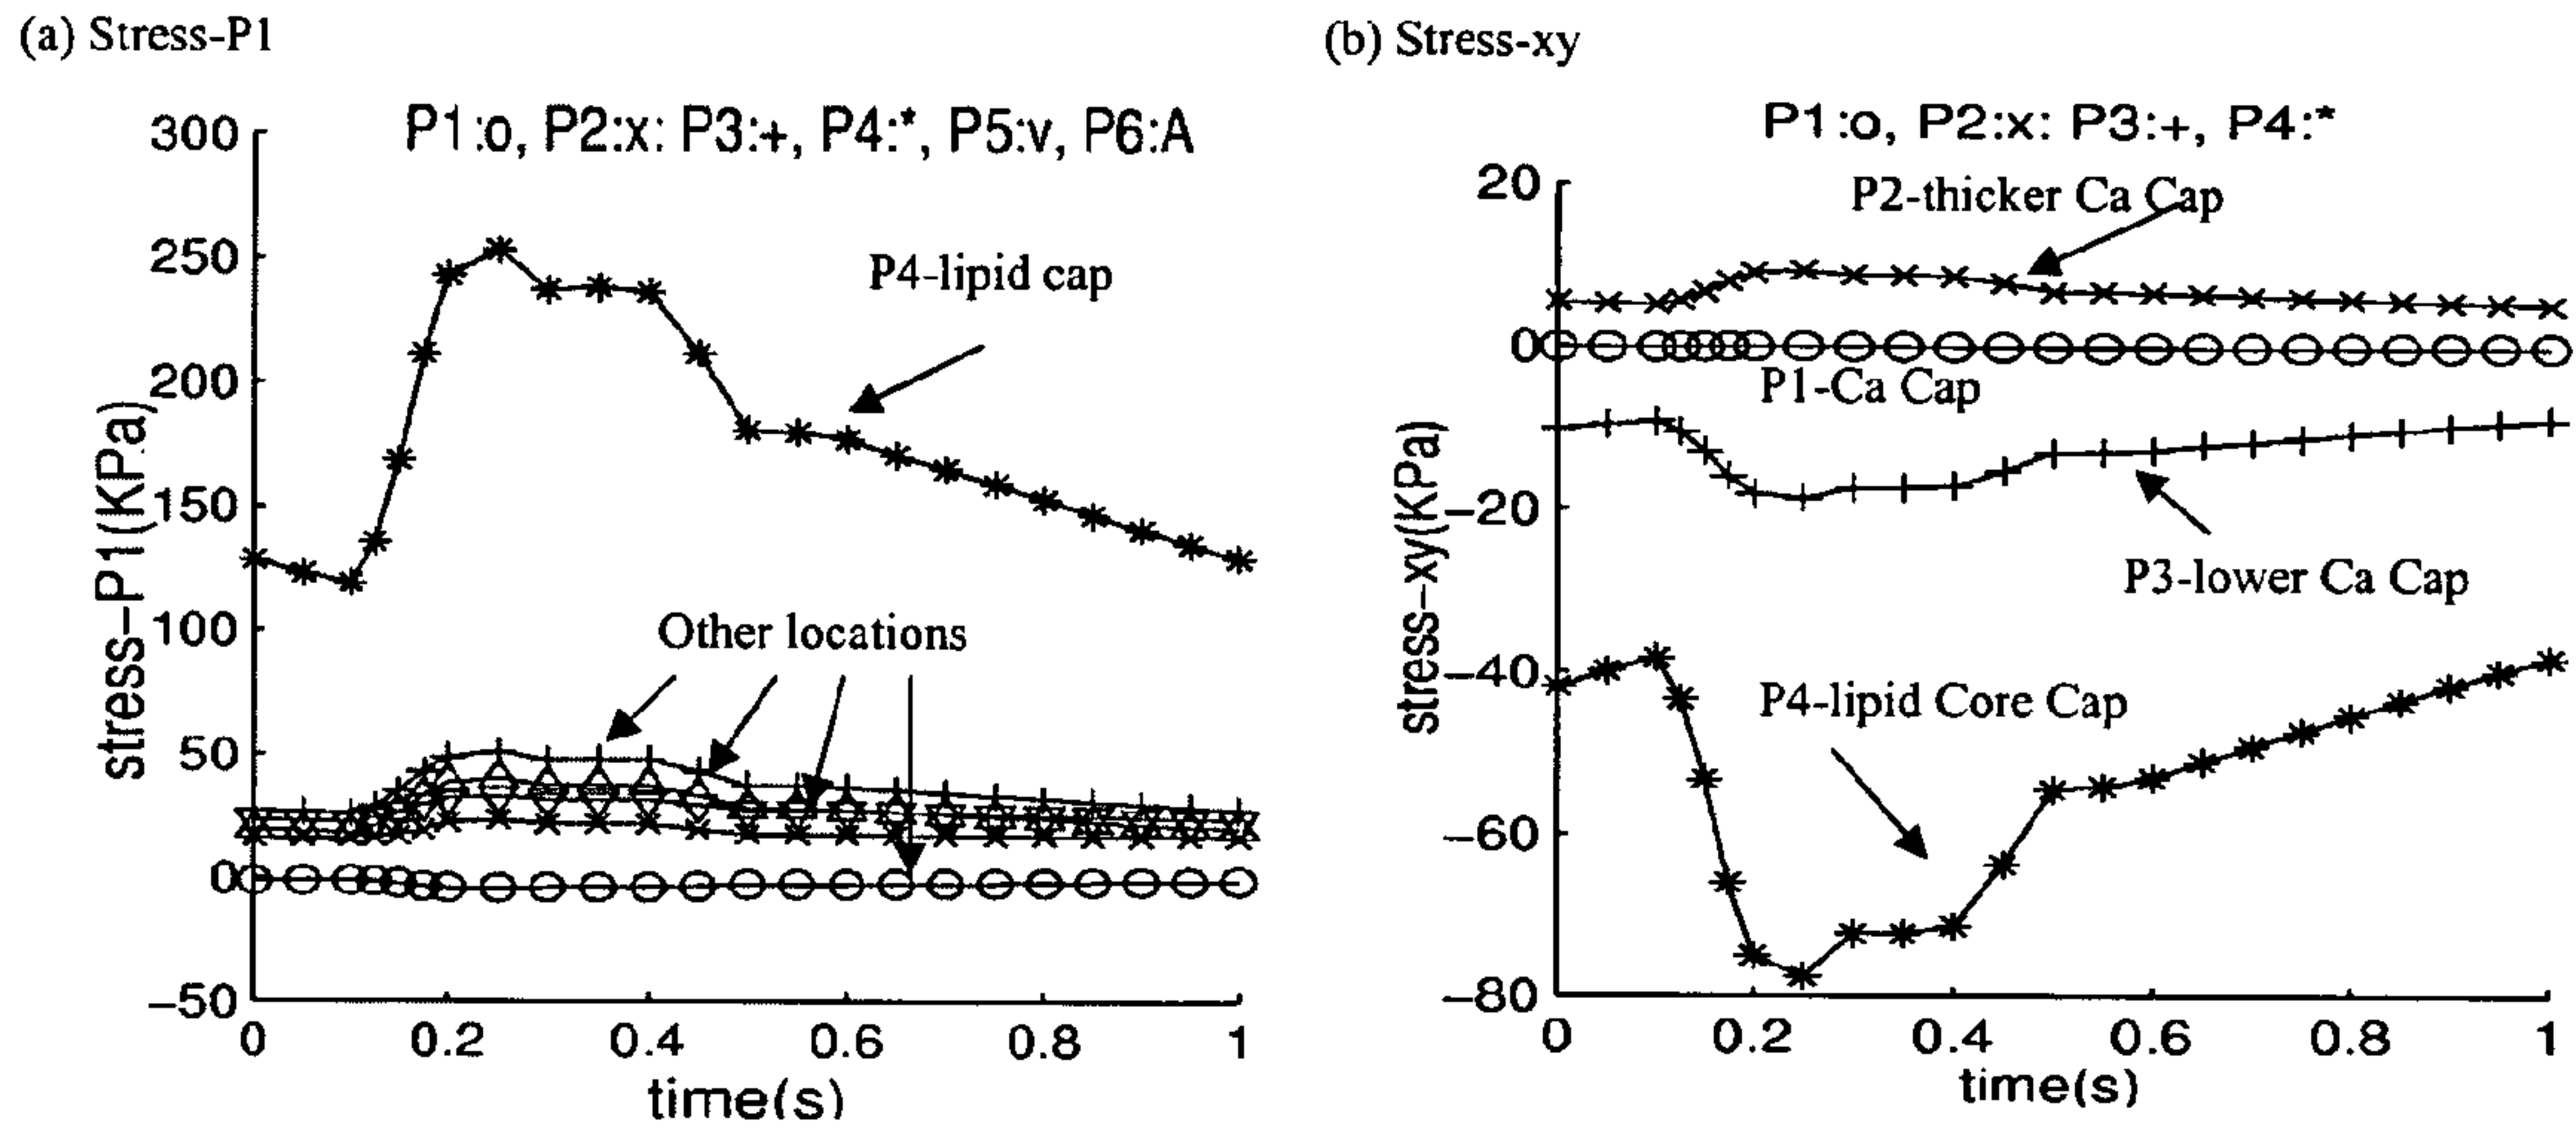 (a) Stress-P1
P1:o, P2:x: P3:+, P4:*, P5:v, P6:A
300
250
200
150
100
50
0
-50
stress-P1(KPa)
P4-lipid cap
Other locations
0 0.2 0.4 0.6 0.8 1
time(s)
(b) Stress-xy
P1:o, P2:x: P3:+, P4:*
20
0
-20
-40
-60
-80
stress-xy(KPa)
P2-thicker Ca Cap
P1-Ca Cap
P3-lower Ca Cap
P4-lipid Core Cap
0 0.2 0.4 0.6 0.8 1
time(s)